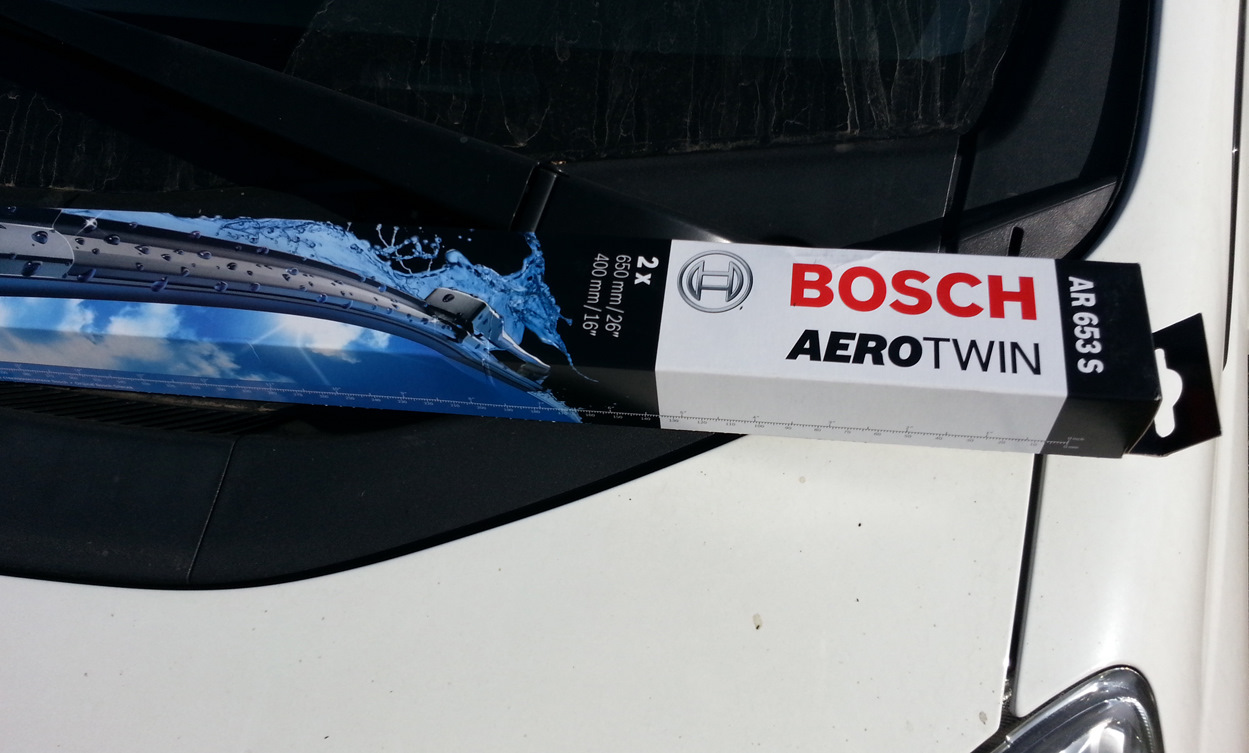 2 x
650 mm/26"
400 mm/16"
BOSCH
AEROTWIN
AR 653 S